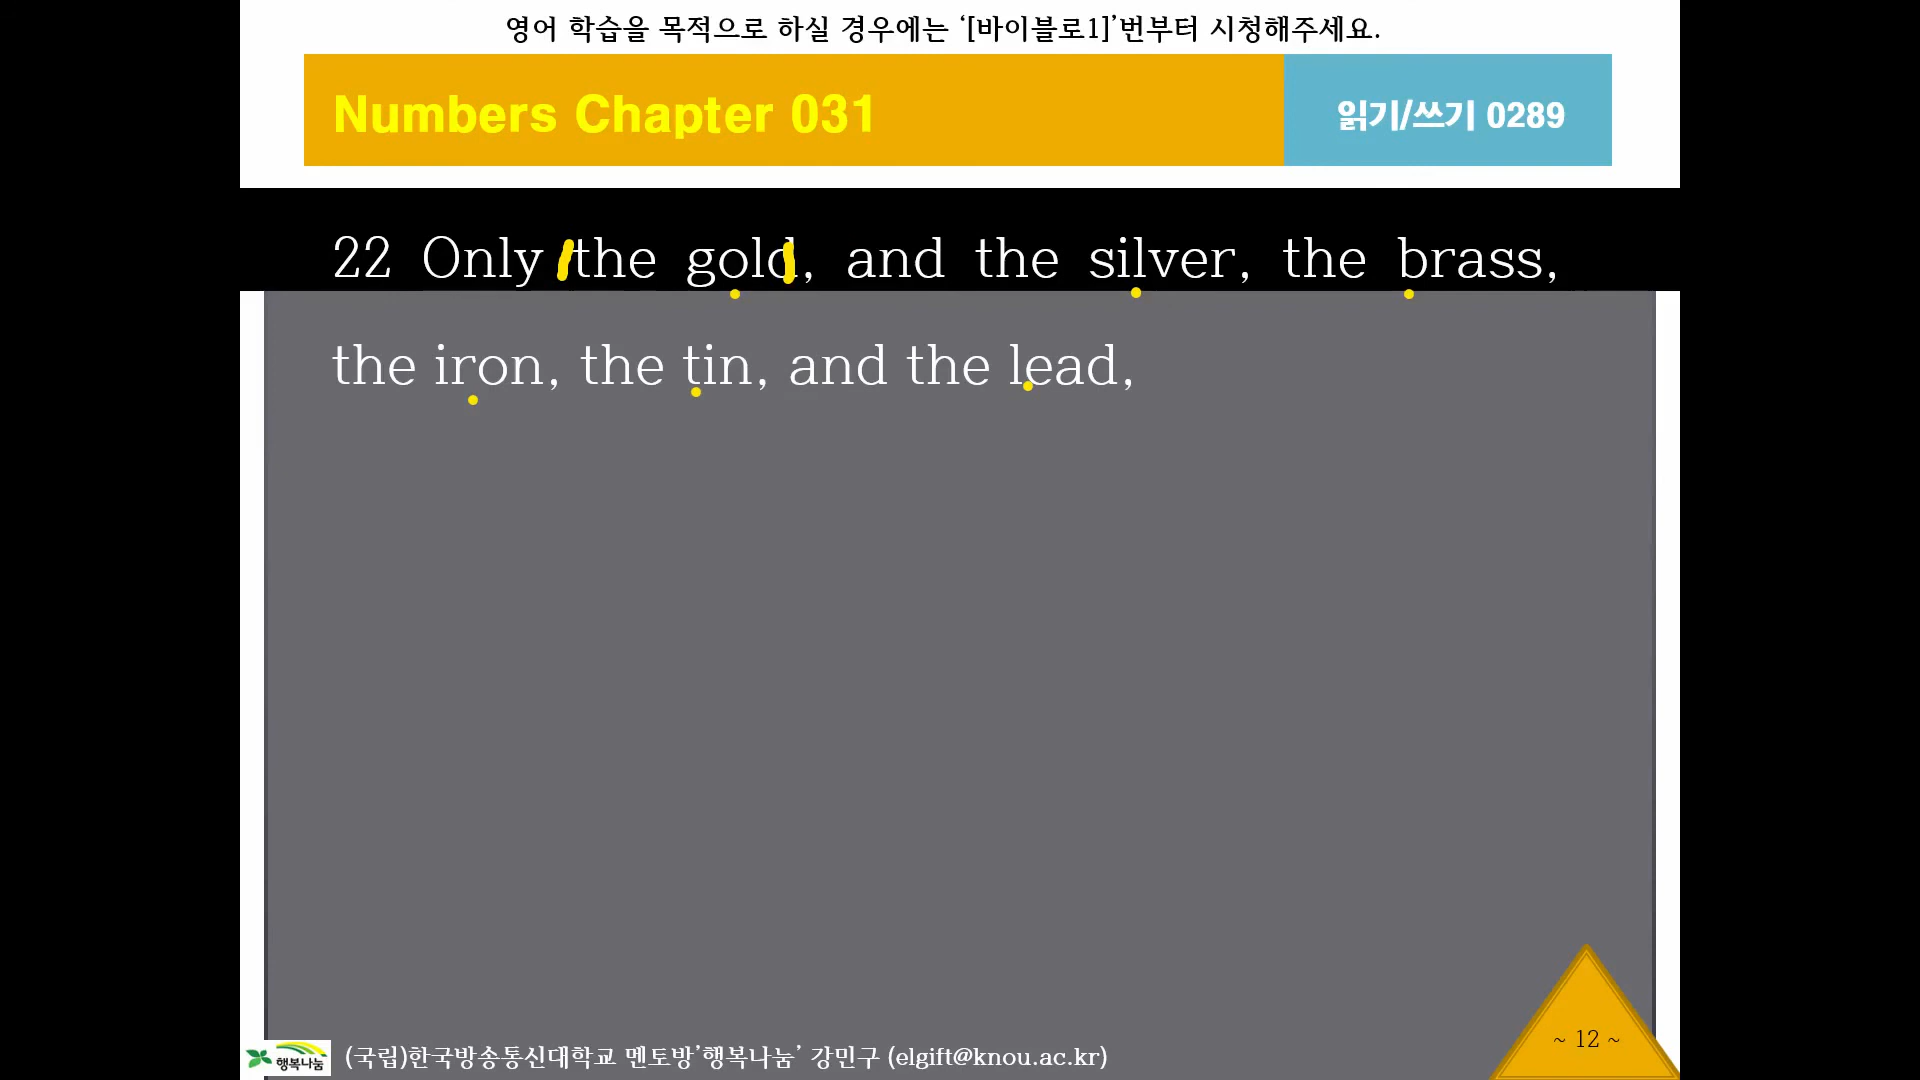 영어 학습을 목적으로 하실 경우에는 ‘[바이블로1]’번부터 시청해주세요.
Numbers Chapter 031
읽기/쓰기 0289
22 Only the gold, and the silver, the brass,
the iron, the tin, and the lead,
~ 12 ~
행복나눔
(국립)한국방송통신대학교 멘토방’행복나눔’ 강민구 (elgift@knou.ac.kr)